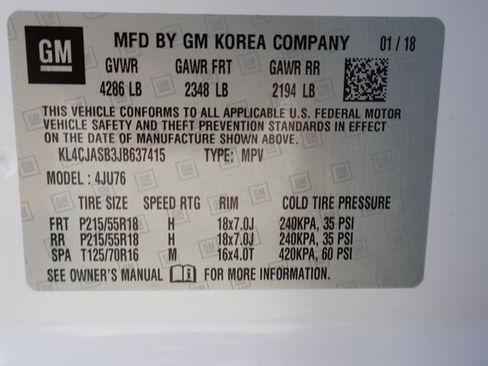 GM MFD BY GM KOREA COMPANY 01 / 18
GVWR GAWR FRT GAWR RR
4286 LB 2348 LB 2194 LB
THIS VEHICLE CONFORMS TO ALL APPLICABLE U.S. FEDERAL MOTOR
VEHICLE SAFETY AND THEFT PREVENTION STANDARDS IN EFFECT
ON THE DATE OF MANUFACTURE SHOWN ABOVE.
KL4CJASB3JB637415 TYPE: MPV
MODEL: 4JU76
TIRE SIZE SPEED RTG RIM COLD TIRE PRESSURE
FRT P215/55R18 H 18x7.0J 240KPA, 35 PSI
RR P215/55R18 H 18x7.0J 240KPA, 35 PSI
SPA T125/70R16 M 16x4.0T 420KPA, 60 PSI
SEE OWNER'S MANUAL FOR MORE INFORMATION